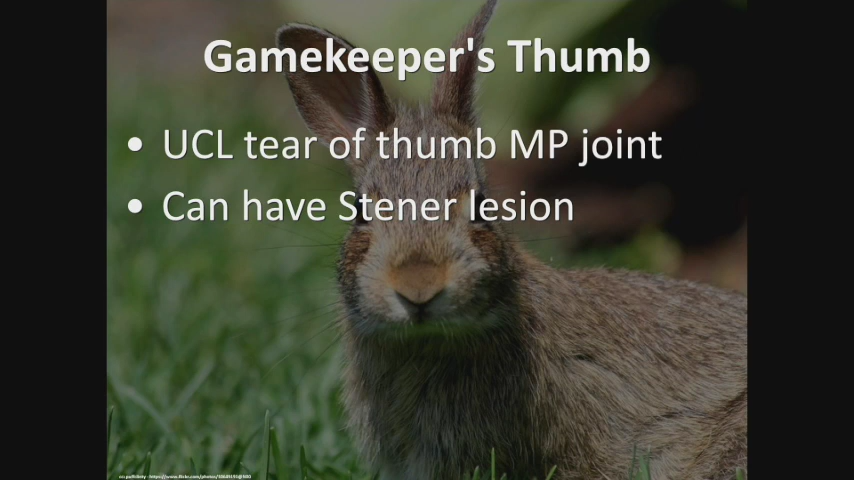 Gamekeeper's Thumb
• UCL tear of thumb MP joint
• Can have Stener lesion